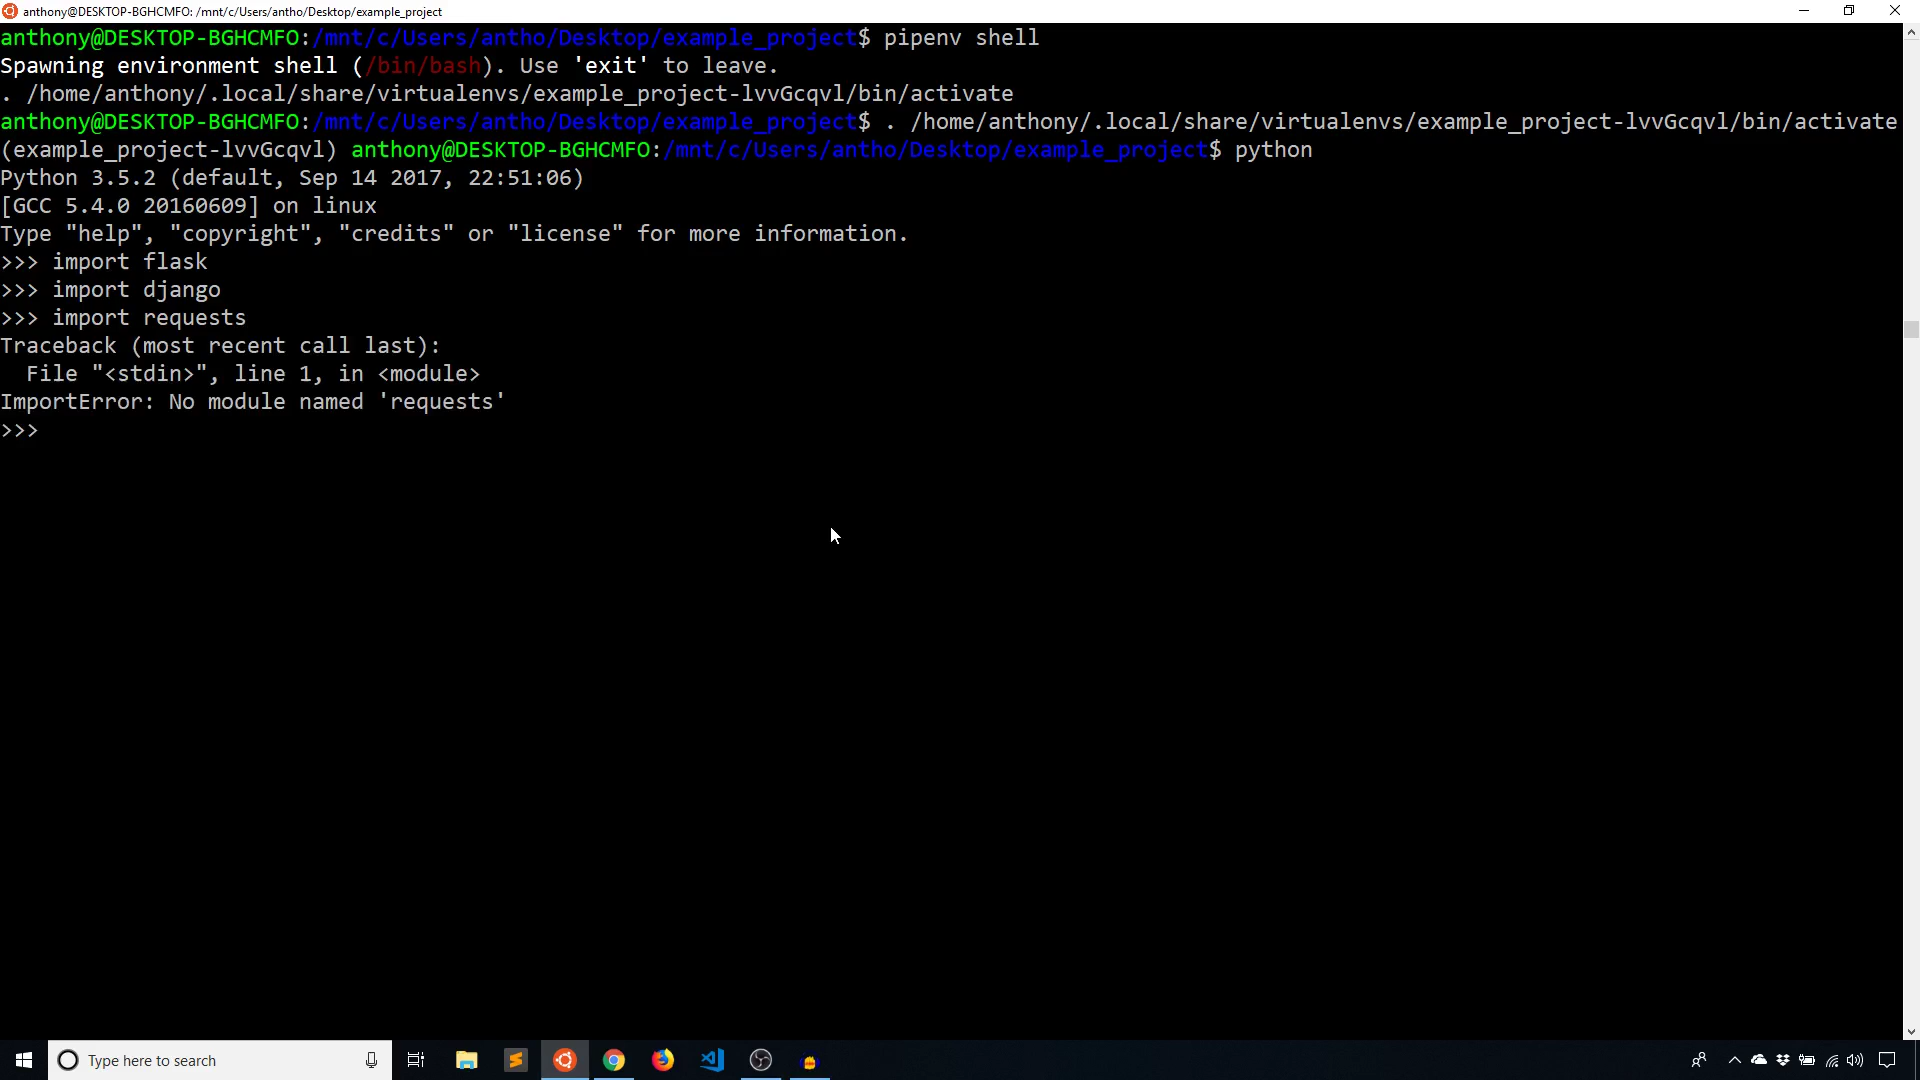 anthony@DESKTOP-BGHCMFO: /mnt/c/Users/antho/Desktop/example_project
anthony@DESKTOP-BGHCMFO:/mnt/c/Users/antho/Desktop/example_project$ pipenv shell
Spawning environment shell (/bin/bash). Use 'exit' to leave.
. /home/anthony/.local/share/virtualenvs/example_project-lvvGcqvl/bin/activate
anthony@DESKTOP-BGHCMFO:/mnt/c/Users/antho/Desktop/example_project$ . /home/anthony/.local/share/virtualenvs/example_project-lvvGcqvl/bin/activate
(example_project-lvvGcqvl) anthony@DESKTOP-BGHCMFO:/mnt/c/Users/antho/Desktop/example_project$ python
Python 3.5.2 (default, Sep 14 2017, 22:51:06)
[GCC 5.4.0 20160609] on linux
Type "help", "copyright", "credits" or "license" for more information.
>>> import flask
>>> import django
>>> import requests
Traceback (most recent call last):
  File "<stdin>", line 1, in <module>
ImportError: No module named 'requests'
>>>
Type here to search